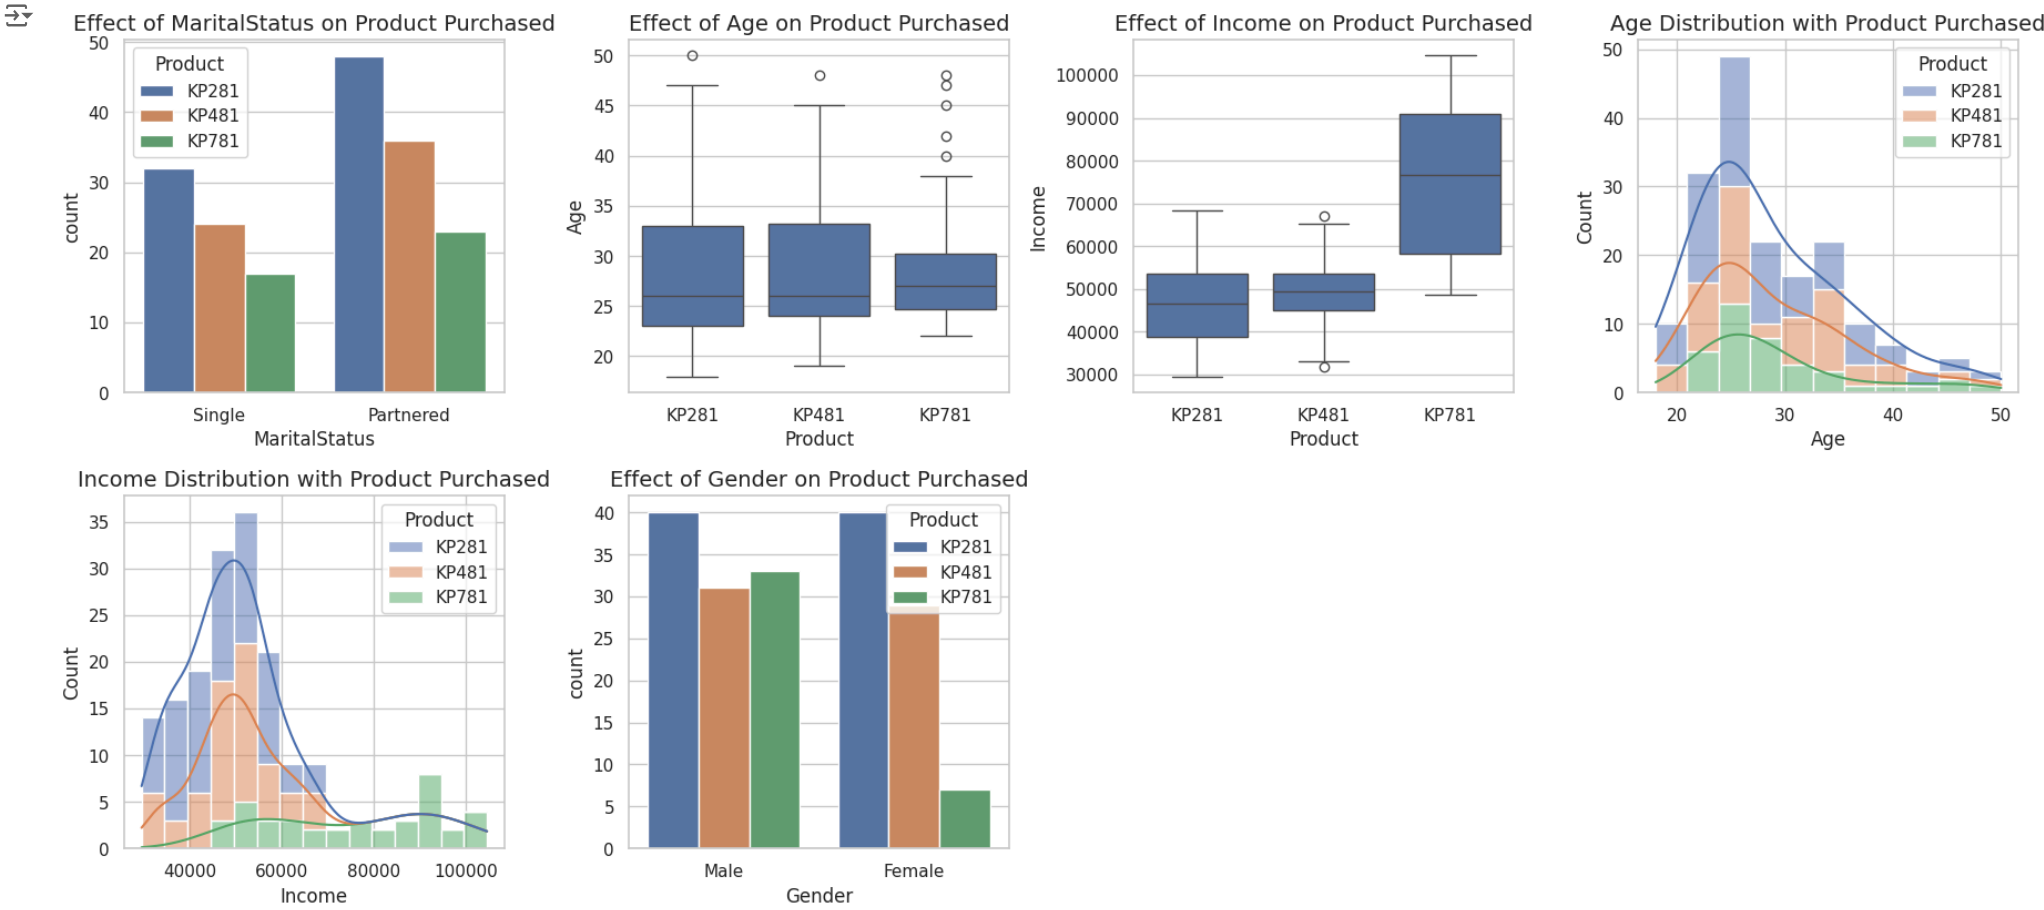 Effect of MaritalStatus on Product Purchased
50
40
30
20
10
0
count
Product
KP281
KP481
KP781
Single Partnered
MaritalStatus
Effect of Age on Product Purchased
50
45
40
35
30
25
20
Age
KP281 KP481 KP781
Product
Effect of Income on Product Purchased
100000
90000
80000
70000
60000
50000
40000
30000
Income
KP281 KP481 KP781
Product
Age Distribution with Product Purchased
50
40
30
20
10
0
Count
Product
KP281
KP481
KP781
20 30 40 50
Age
Income Distribution with Product Purchased
35
30
25
20
15
10
5
0
Count
Product
KP281
KP481
KP781
40000 60000 80000 100000
Income
Effect of Gender on Product Purchased
40
35
30
25
20
15
10
5
0
count
Product
KP281
KP481
KP781
Male Female
Gender